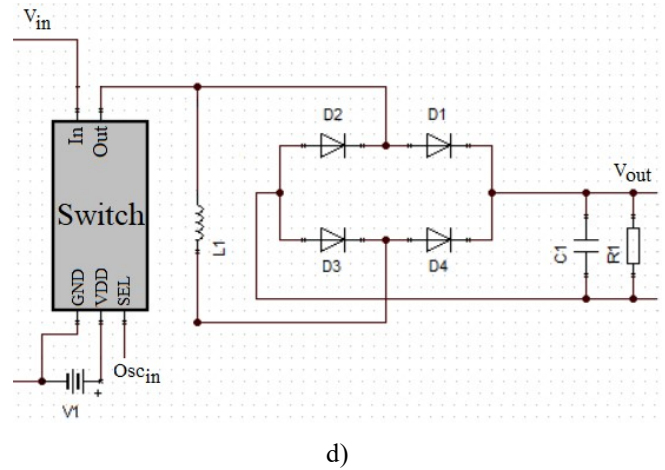 Vin
In
Out
D2
D1
Vout
Switch
L1
C1
R1
D3
D4
GND
VDD
SEL
Oscin
+
V1
d)